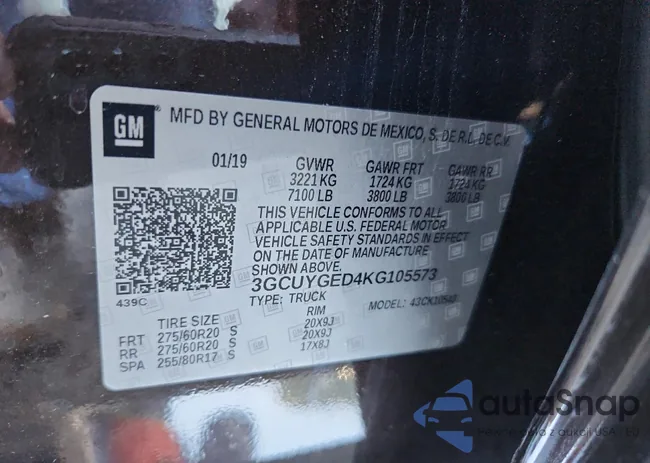 GM
MFD BY GENERAL MOTORS DE MEXICO, S. DE R.L. DE C.V.
01/19 GVWR GAWR FRT GAWR RR
3221 KG 1724 KG 1724 KG
7100 LB 3800 LB 3800 LB
THIS VEHICLE CONFORMS TO ALL
APPLICABLE U.S. FEDERAL MOTOR
VEHICLE SAFETY STANDARDS IN EFFECT
ON THE DATE OF MANUFACTURE
SHOWN ABOVE.
439C 3GCUYGED4KG105573
TYPE: TRUCK MODEL:
TIRE SIZE RIM
FRT 275/60R20 S 20X9J
RR 275/60R20 S 20X9J
SPA 255/80R17 S 17X8J
autoSnap